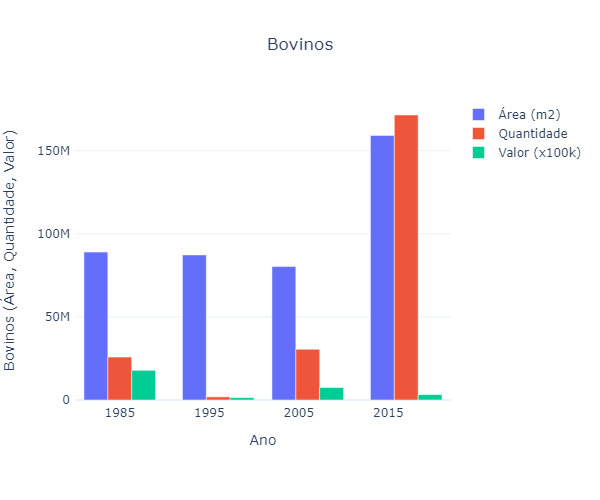 Bovinos
Área (m2)
Quantidade
Valor (x100k)
Bovinos (Área, Quantidade, Valor)
150M
100M
50M
0
1985
1995
2005
2015
Ano